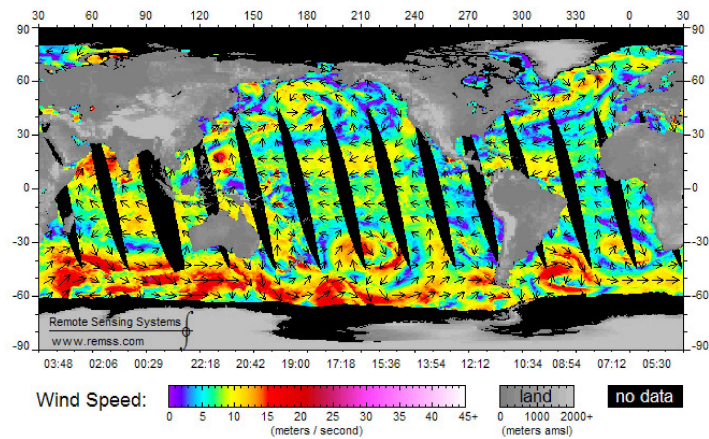 30 60 90 120 150 180 210 240 270 300 330 0 30
90 90
60 60
30 30
0 0
-30 -30
-60 -60
-90 -90
Remote Sensing Systems
www.remss.com
03:48 02:06 00:29 22:18 20:42 19:00 17:18 15:36 13:54 12:12 10:34 08:54 07:12 05:30
Wind Speed: land no data
0 5 10 15 20 25 30 35 40 45+ 0 1000 2000+
(meters / second) (meters amsl)